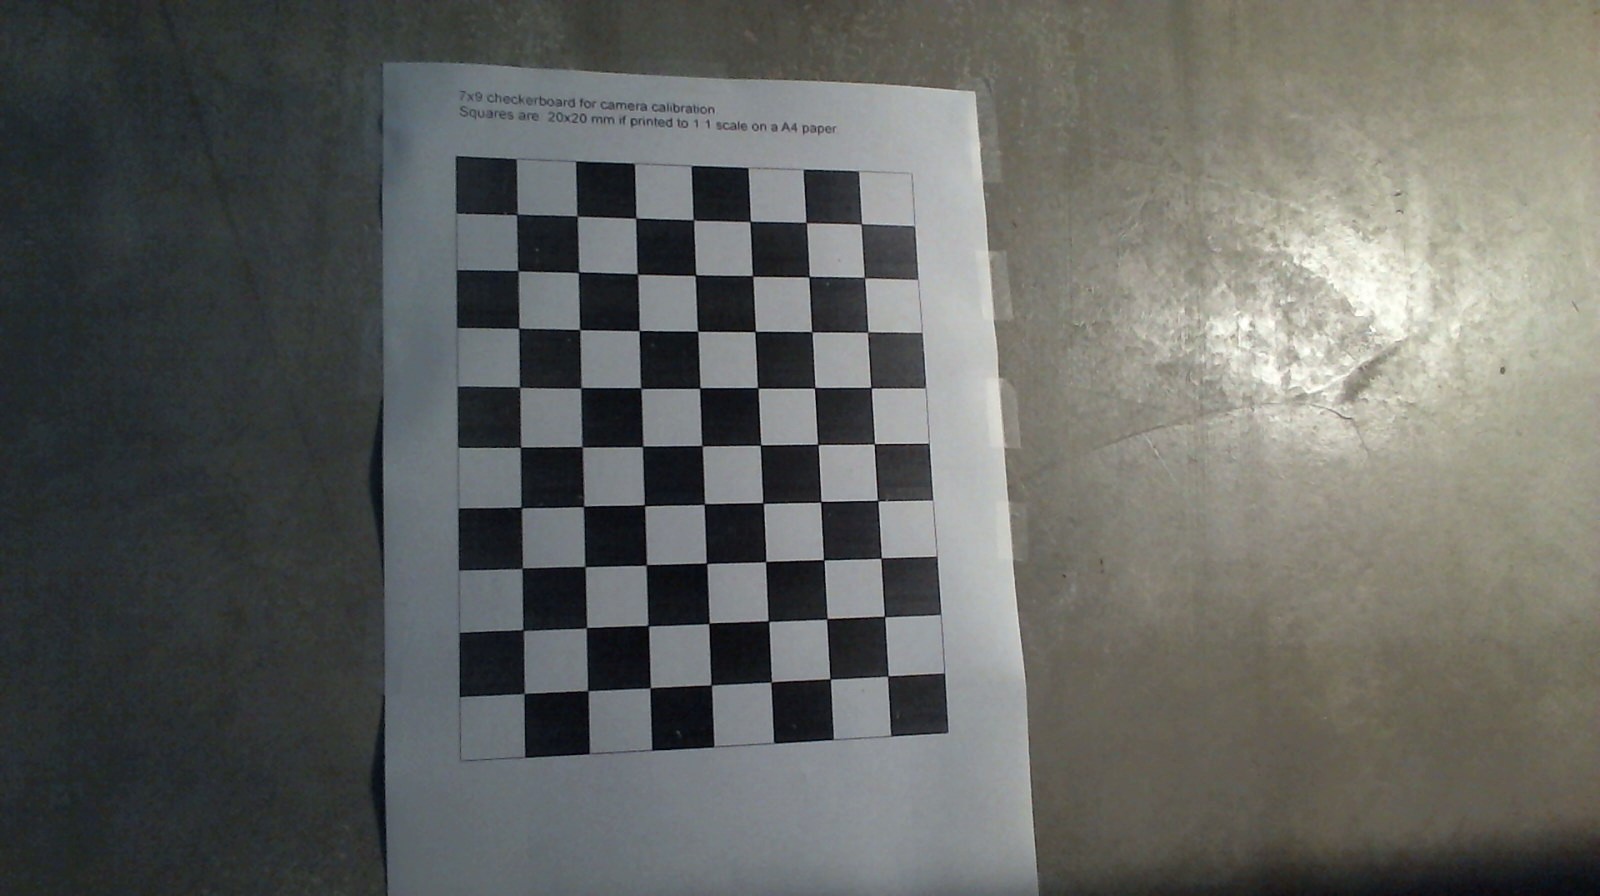 7x9 checkerboard for camera calibration
Squares are 20x20 mm if printed to 1:1 scale on a A4 paper.